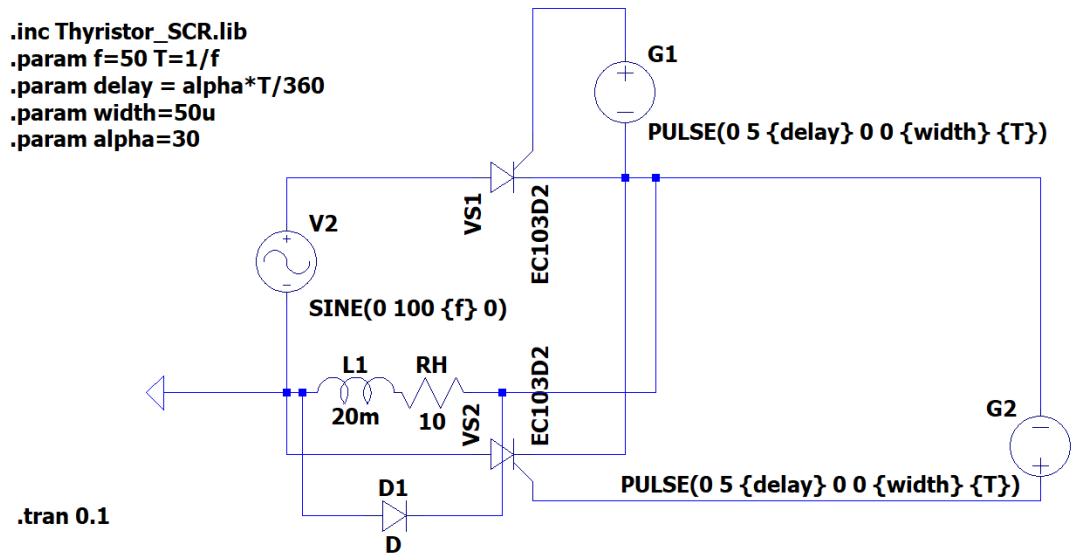 .inc Thyristor_SCR.lib
.param f=50 T=1/f
.param delay = alpha*T/360
.param width=50u
.param alpha=30
G1
PULSE(0 5 {delay} 0 0 {width} {T})
VS1
EC103D2
V2
SINE(0 100 {f} 0)
L1
20m
RH
10
VS2
EC103D2
G2
PULSE(0 5 {delay} 0 0 {width} {T})
D1
D
.tran 0.1